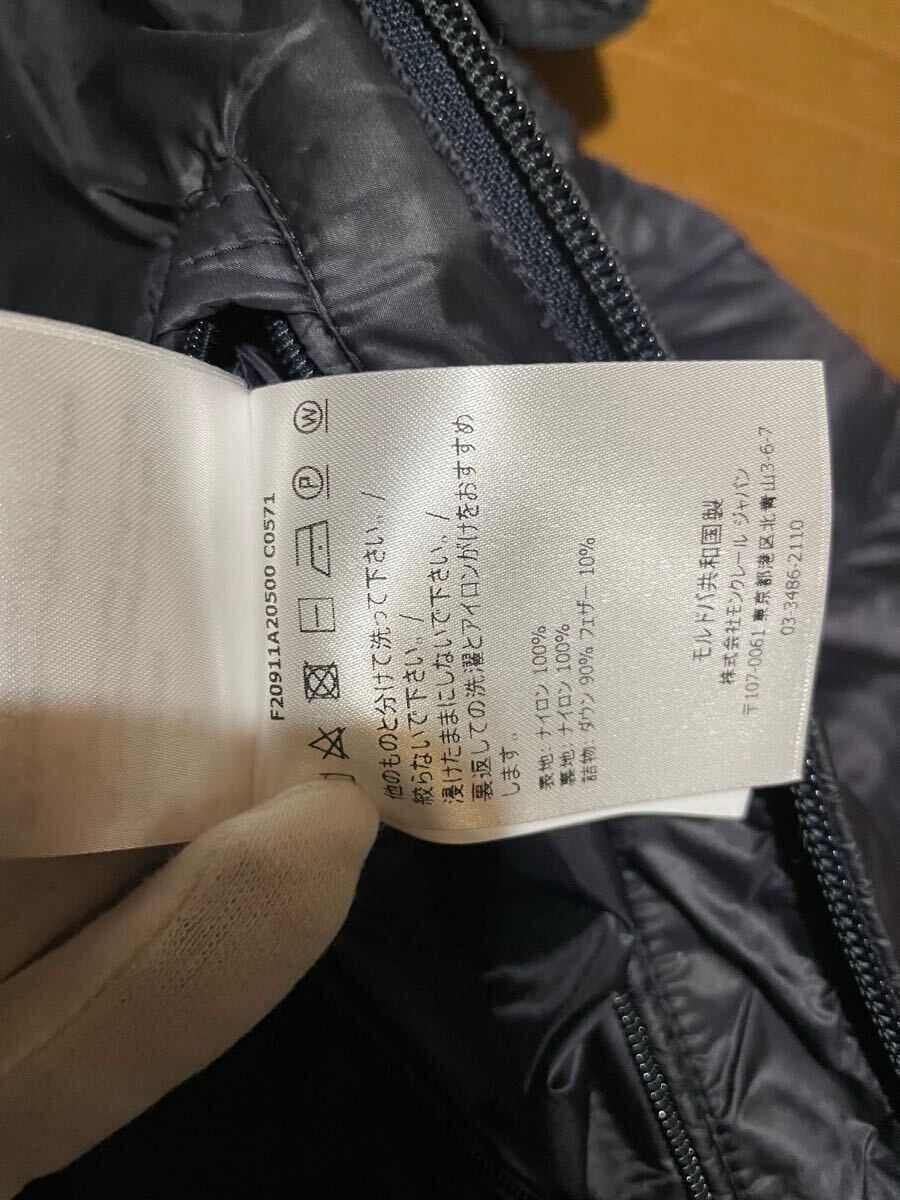 F20911A20500 C0571
他のものと分けて洗って下さい。/
絞らないで下さい。/
浸けたままにしないで下さい。/
裏返しての洗濯とアイロンがけをおすすめ
します。
表地: ナイロン 100%
裏地: ナイロン 100%
詰物: ダウン 90% フェザー 10%
モルドバ共和国製
株式会社モンクレール ジャパン
〒107-0061 東京都港区北青山3-6-7
03-3486-2110